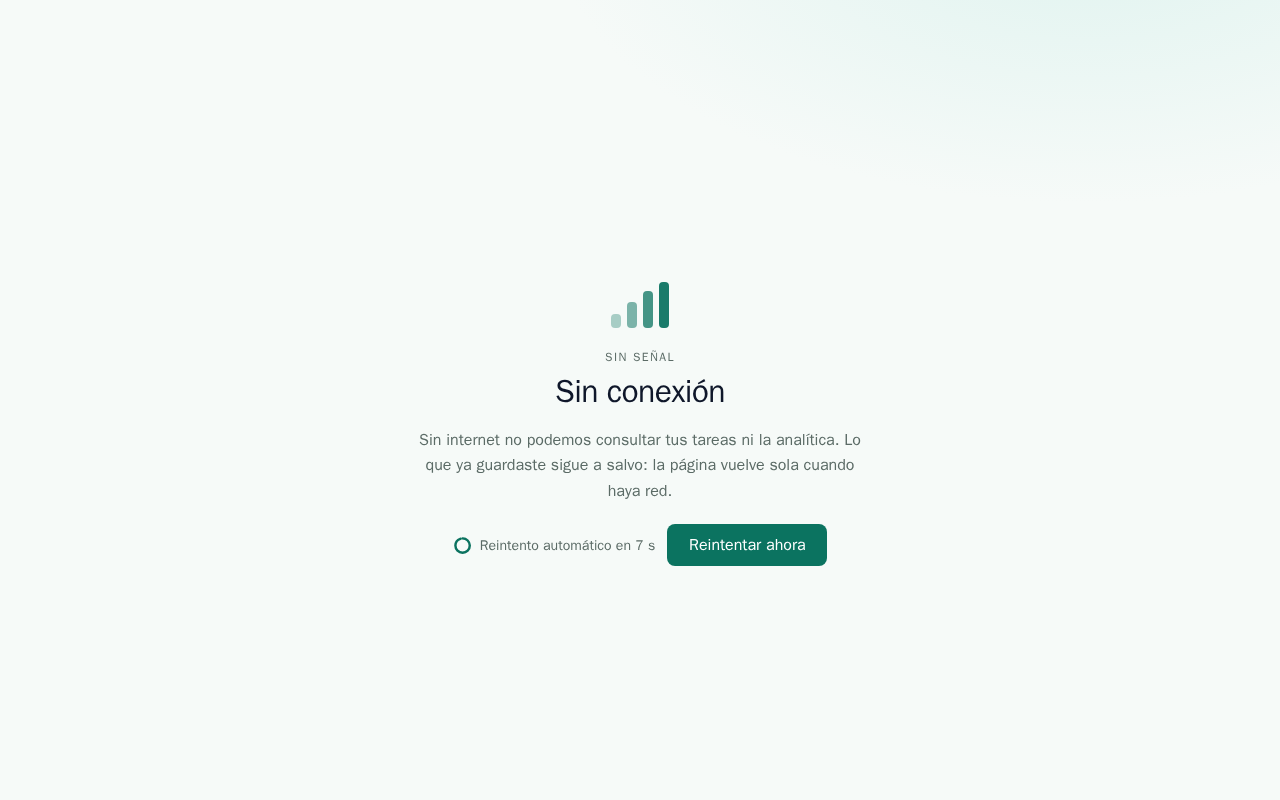 SIN SEÑAL
Sin conexión
Sin internet no podemos consultar tus tareas ni la analítica. Lo
que ya guardaste sigue a salvo: la página vuelve sola cuando
haya red.
Reintento automático en 7 s
Reintentar ahora